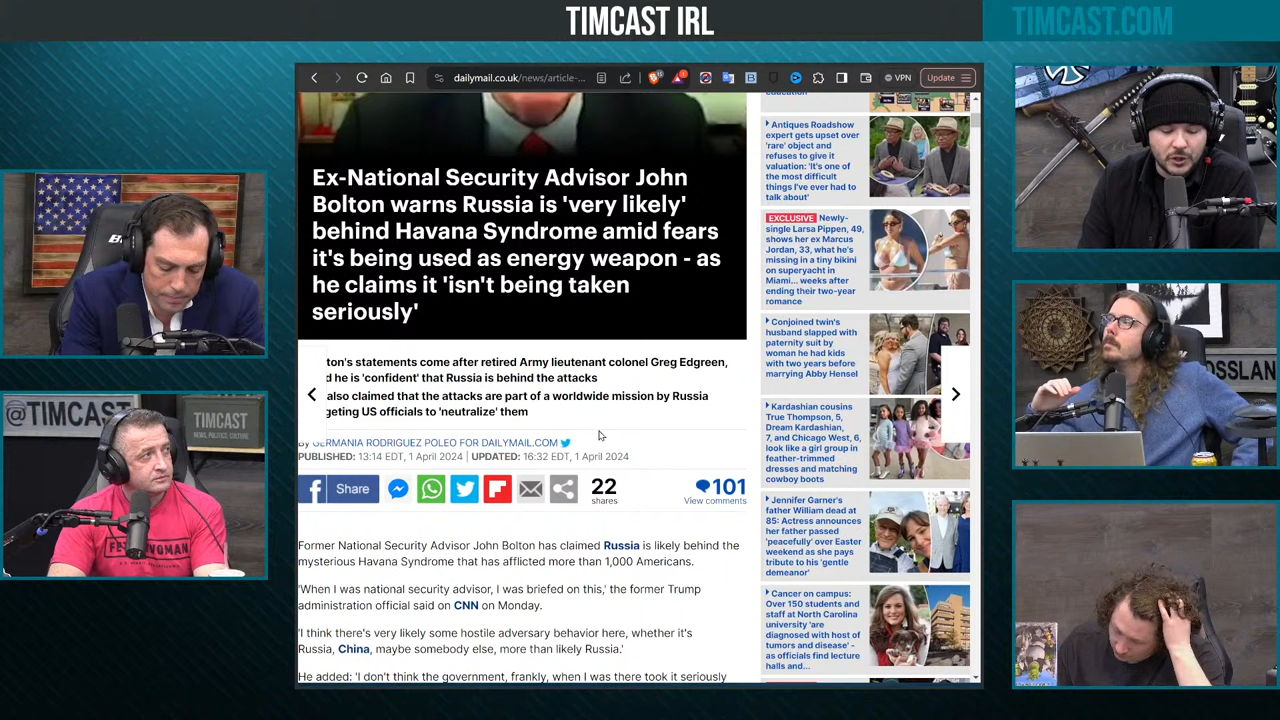 TIMCAST IRL
TIMCAST.COM
dailymail.co.uk/news/article-...
VPN
Update
Ex-National Security Advisor John
Bolton warns Russia is 'very likely'
behind Havana Syndrome amid fears
it's being used as energy weapon - as
he claims it 'isn't being taken
seriously'
ton's statements come after retired Army lieutenant colonel Greg Edgreen,
he is 'confident' that Russia is behind the attacks
also claimed that the attacks are part of a worldwide mission by Russia
geting US officials to 'neutralize' them
By GERMANIA RODRIGUEZ POLEO FOR DAILYMAIL.COM
PUBLISHED: 13:14 EDT, 1 April 2024 | UPDATED: 16:32 EDT, 1 April 2024
Share
22
shares
101
View comments
Former National Security Advisor John Bolton has claimed Russia is likely behind the
mysterious Havana Syndrome that has afflicted more than 1,000 Americans.
'When I was national security advisor, I was briefed on this,' the former Trump
administration official said on CNN on Monday.
'I think there's very likely some hostile adversary behavior here, whether it's
Russia, China, maybe somebody else, more than likely Russia.'
He added: 'I don't think the government, frankly, when I was there took it seriously
Antiques Roadshow
expert gets upset over
'rare' object and
refuses to give it
valuation: 'It's one of
the most difficult
things I've ever had to
talk about'
EXCLUSIVE Newly-
single Larsa Pippen, 49,
shows her ex Marcus
Jordan, 33, what he's
missing in a tiny bikini
on superyacht in
Miami... weeks after
ending their two-year
romance
Conjoined twin's
husband slapped with
paternity suit by
woman he had kids
with two years before
marrying Abby Hensel
Kardashian cousins
True Thompson, 5,
Dream Kardashian,
7, and Chicago West, 6,
look like a girl group in
feather-trimmed
dresses and matching
cowboy boots
Jennifer Garner's
father William dead at
85: Actress announces
her father passed
'peacefully' over Easter
weekend as she pays
tribute to his 'gentle
demeanor'
Cancer on campus:
Over 150 students and
staff at North Carolina
university 'are
diagnosed with host of
tumors and disease' -
as officials find lecture
halls and...
@TIMCAST
TIMCAST
NEWS. POLITICS. CULTURE